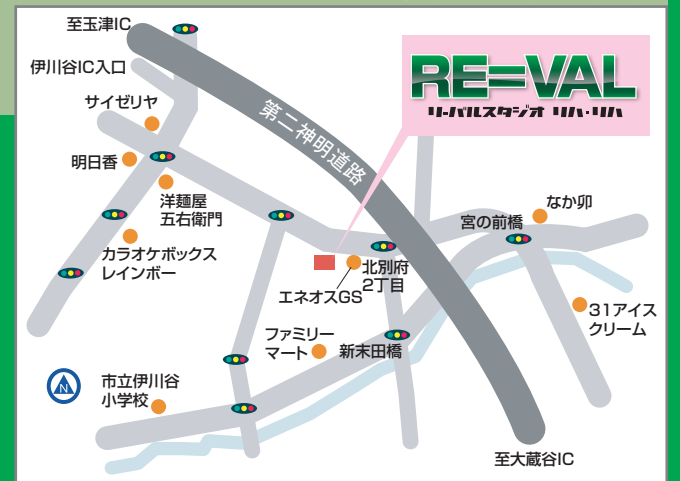 至玉津IC
伊川谷IC入口
サイゼリヤ
明日香
洋麺屋
五右衛門
カラオケボックス
レインボー
第二神明道路
RE=VAL
リーバルスタジオ リハ・リハ
なか卯
宮の前橋
北別府
2丁目
エネオスGS
31アイス
クリーム
ファミリー
マート
新末田橋
市立伊川谷
小学校
N
至大蔵谷IC